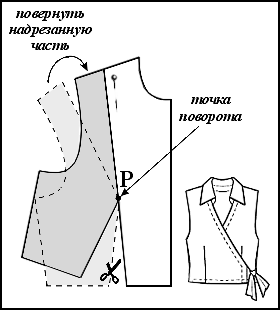 повернуть
надрезанную
часть
точка
поворота
P